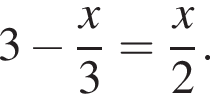 3 − x/3 = x/2.